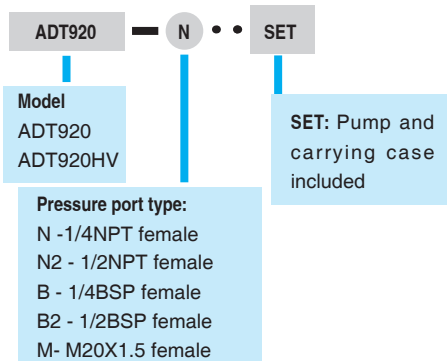 ADT920 — N • • SET
Model
ADT920
ADT920HV
SET: Pump and
carrying case
included
Pressure port type:
N -1/4NPT female
N2 - 1/2NPT female
B - 1/4BSP female
B2 - 1/2BSP female
M- M20X1.5 female